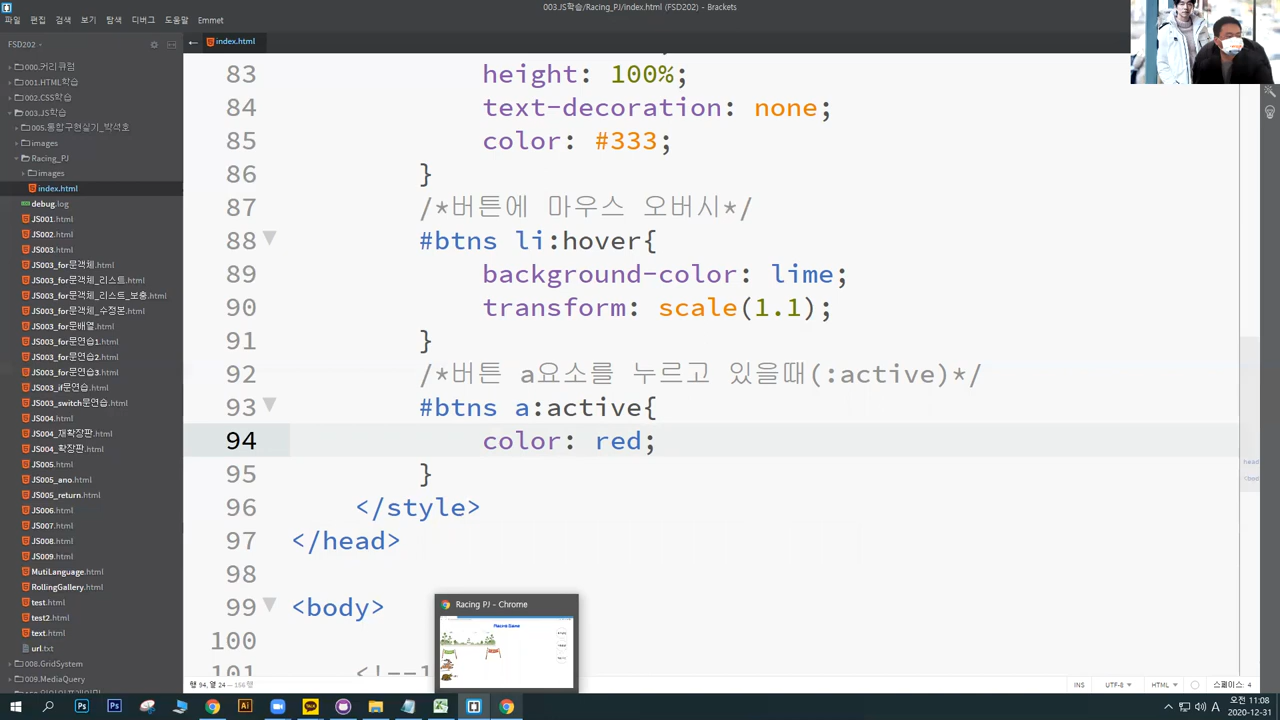 003.JS학습/Racing_PJ/index.html (FSD202) - Brackets
파일 편집 검색 보기 탐색 디버그 도움말 Emmet
FSD202
index.html
000.커리큐럼
001.HTML학습
002.CSS학습
003.JS학습
005.통합구현실기_박석호
images
Racing_PJ
images
index.html
debug.log
JS001.html
JS002.html
JS003.html
JS003_for문객체.html
JS003_for문객체_리스트.html
JS003_for문객체_리스트_보충.html
JS003_for문객체_수정본.html
JS003_for문배열.html
JS003_for문연습1.html
JS003_for문연습2.html
JS003_for문연습3.html
JS003_if문연습.html
JS003_switch문연습.html
JS004.html
JS004_재확장판.html
JS004_확장판.html
JS005.html
JS005_ano.html
JS005_return.html
JS006.html
JS007.html
JS008.html
JS009.html
MutiLanguage.html
RollingGallery.html
test.html
test2.html
text.html
url.txt
008.GridSystem
009.MediaQuery
83 height: 100%;
84 text-decoration: none;
85 color: #333;
86 }
87 /*버튼에 마우스 오버시*/
88 #btns li:hover{
89 background-color: lime;
90 transform: scale(1.1);
91 }
92 /*버튼 a요소를 누르고 있을때(:active)*/
93 #btns a:active{
94 color: red;
95 }
96 </style>
97 </head>
98
99 <body>
100
101 <!--1
Racing PJ - Chrome
Racing Game
행 94, 열 24 — 156 행
INS UTF-8 HTML 스페이스: 4
오전 11:08
2020-12-31